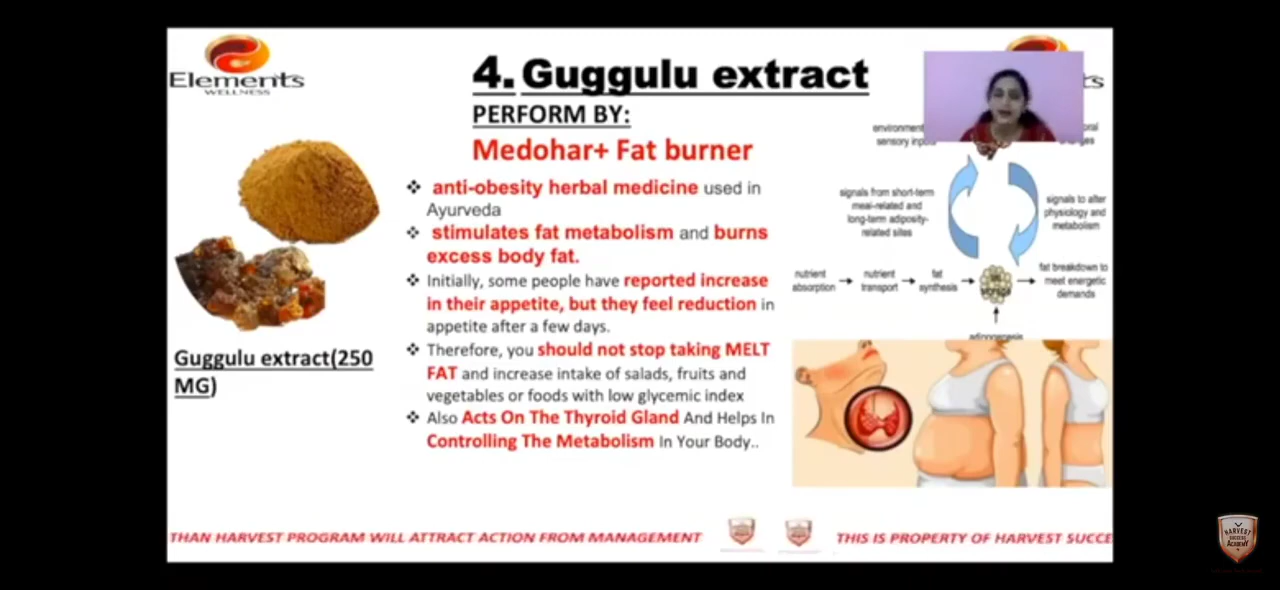 Elements
WELLNESS
4. Guggulu extract
PERFORM BY:
Medohar+ Fat burner
❖ anti-obesity herbal medicine used in
Ayurveda
❖ stimulates fat metabolism and burns
excess body fat.
❖ Initially, some people have reported increase
in their appetite, but they feel reduction in
appetite after a few days.
❖ Therefore, you should not stop taking MELT
FAT and increase intake of salads, fruits and
vegetables or foods with low glycemic index
❖ Also Acts On The Thyroid Gland And Helps In
Controlling The Metabolism In Your Body..
Guggulu extract(250
MG)
sensory
signals from short-term
meal-related and
long-term adiposity-
related sites
signals to alter
physiology and
metabolism
nutrient
absorption
nutrient
transport
fat
synthesis
fat breakdown to
meet energetic
demands
THAN HARVEST PROGRAM WILL ATTRACT ACTION FROM MANAGEMENT
THIS IS PROPERTY OF HARVEST SUCCE
HARVEST
SUCCESS
ACADEMY